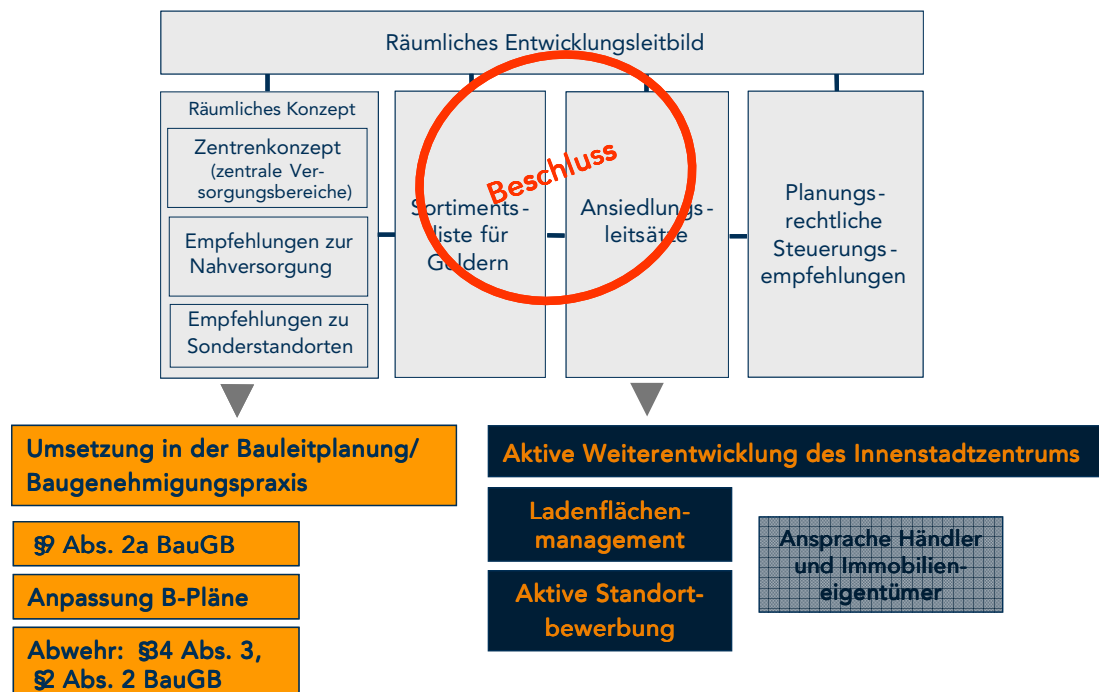 Räumliches Entwicklungsleitbild
Räumliches Konzept
Zentrenkonzept
(zentrale Ver-
sorgungsbereiche)
Empfehlungen zur
Nahversorgung
Empfehlungen zu
Sonderstandorten
Beschluss
Sortiments-
liste für
Geldern
Ansiedlungs-
leitsätze
Planungs-
rechtliche
Steuerungs-
empfehlungen
Umsetzung in der Bauleitplanung/
Baugenehmigungspraxis
§9 Abs. 2a BauGB
Anpassung B-Pläne
Abwehr: §34 Abs. 3,
§2 Abs. 2 BauGB
Aktive Weiterentwicklung des Innenstadtzentrums
Ladenflächen-
management
Aktive Standort-
bewerbung
Ansprache Händler
und Immobilien-
eigentümer